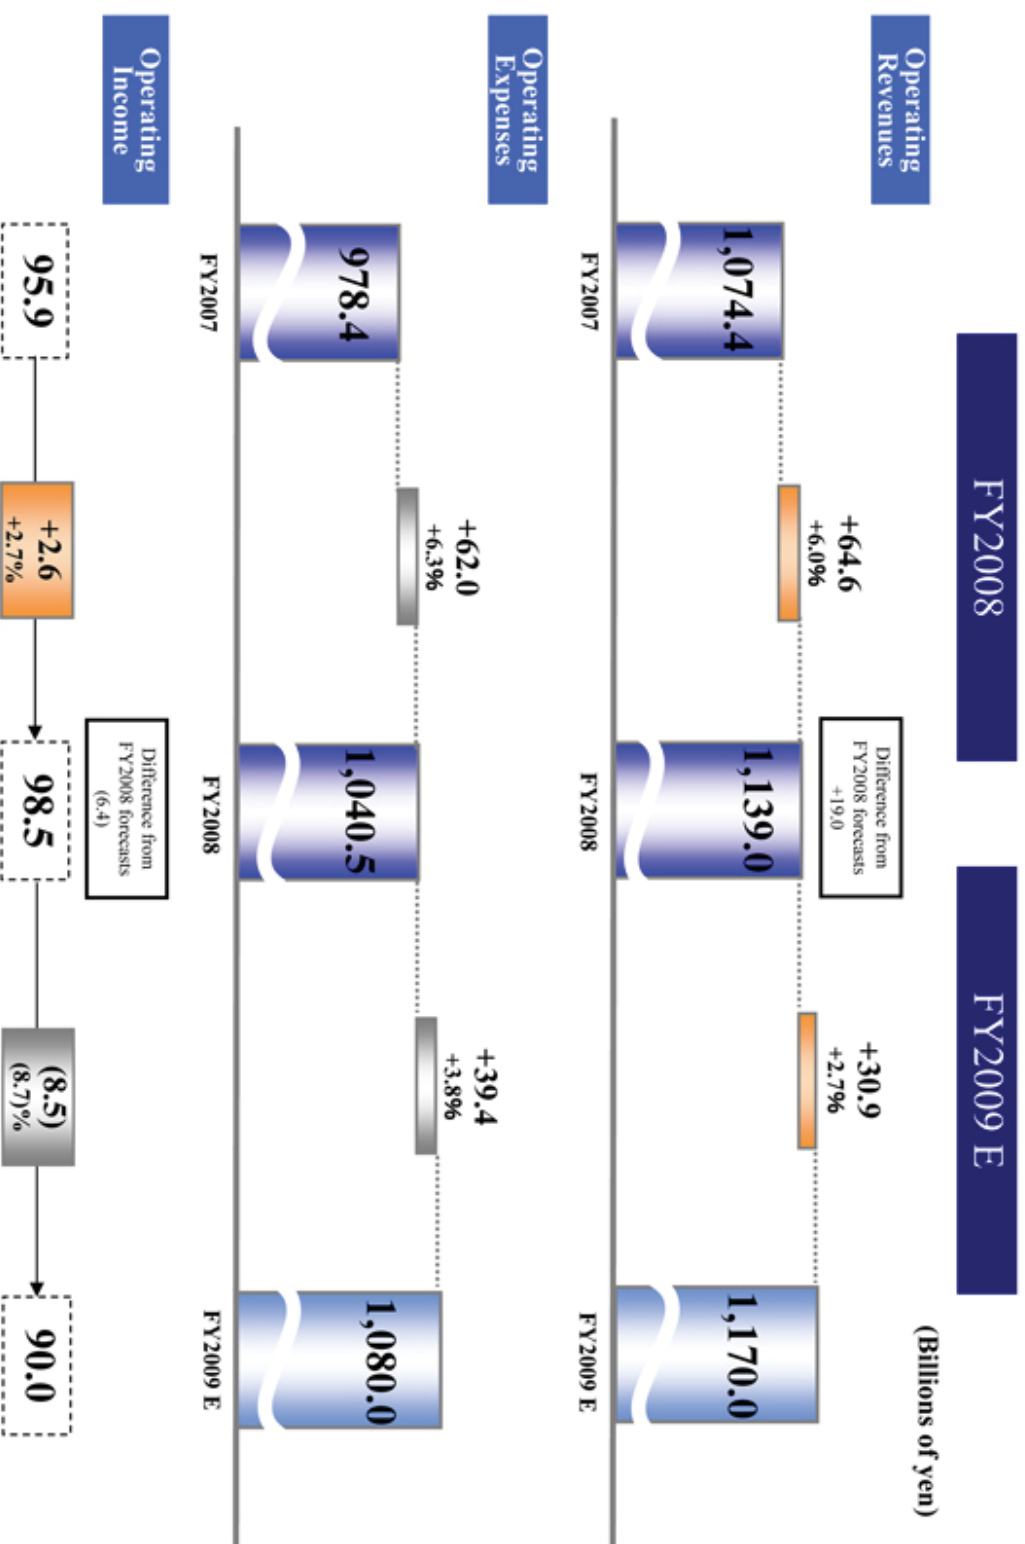 FY2008
FY2009 E
(Billions of yen)
Operating
Revenues
1,074.4
FY2007
+64.6
+6.0%
Difference from
FY2008 forecasts
+19.0
1,139.0
FY2008
+30.9
+2.7%
1,170.0
FY2009 E
Operating
Expenses
978.4
FY2007
+62.0
+6.3%
1,040.5
FY2008
+39.4
+3.8%
1,080.0
FY2009 E
Operating
Income
Difference from
FY2008 forecasts
(6.4)
95.9
+2.6
+2.7%
98.5
(8.5)
(8.7)%
90.0